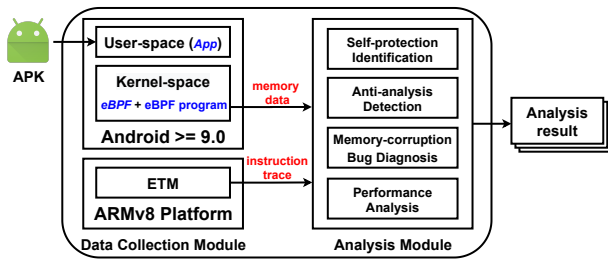 APK
User-space (App)
Kernel-space
eBPF + eBPF program
Android >= 9.0
ETM
ARMv8 Platform
Data Collection Module
memory
data
instruction
trace
Self-protection
Identification
Anti-analysis
Detection
Memory-corruption
Bug Diagnosis
Performance
Analysis
Analysis Module
Analysis
result